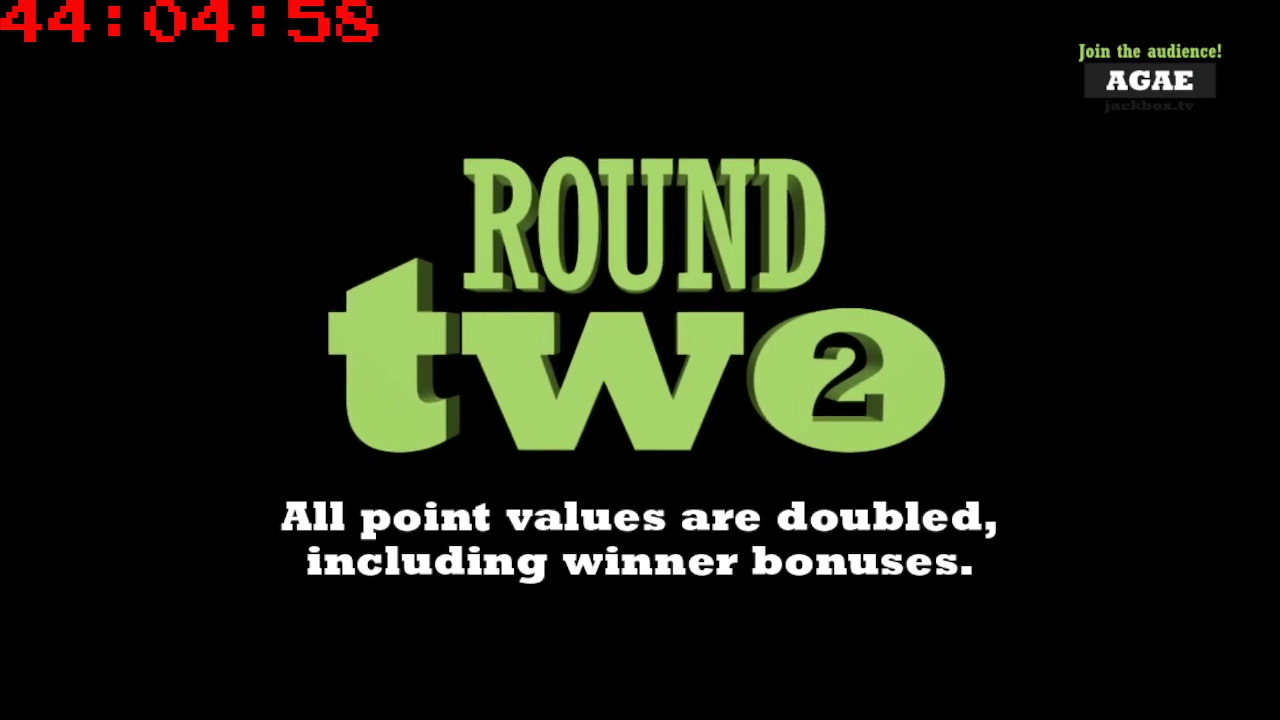 44:04:58
Join the audience!
AGAE
jackbox.tv
ROUND
two
2
All point values are doubled,
including winner bonuses.